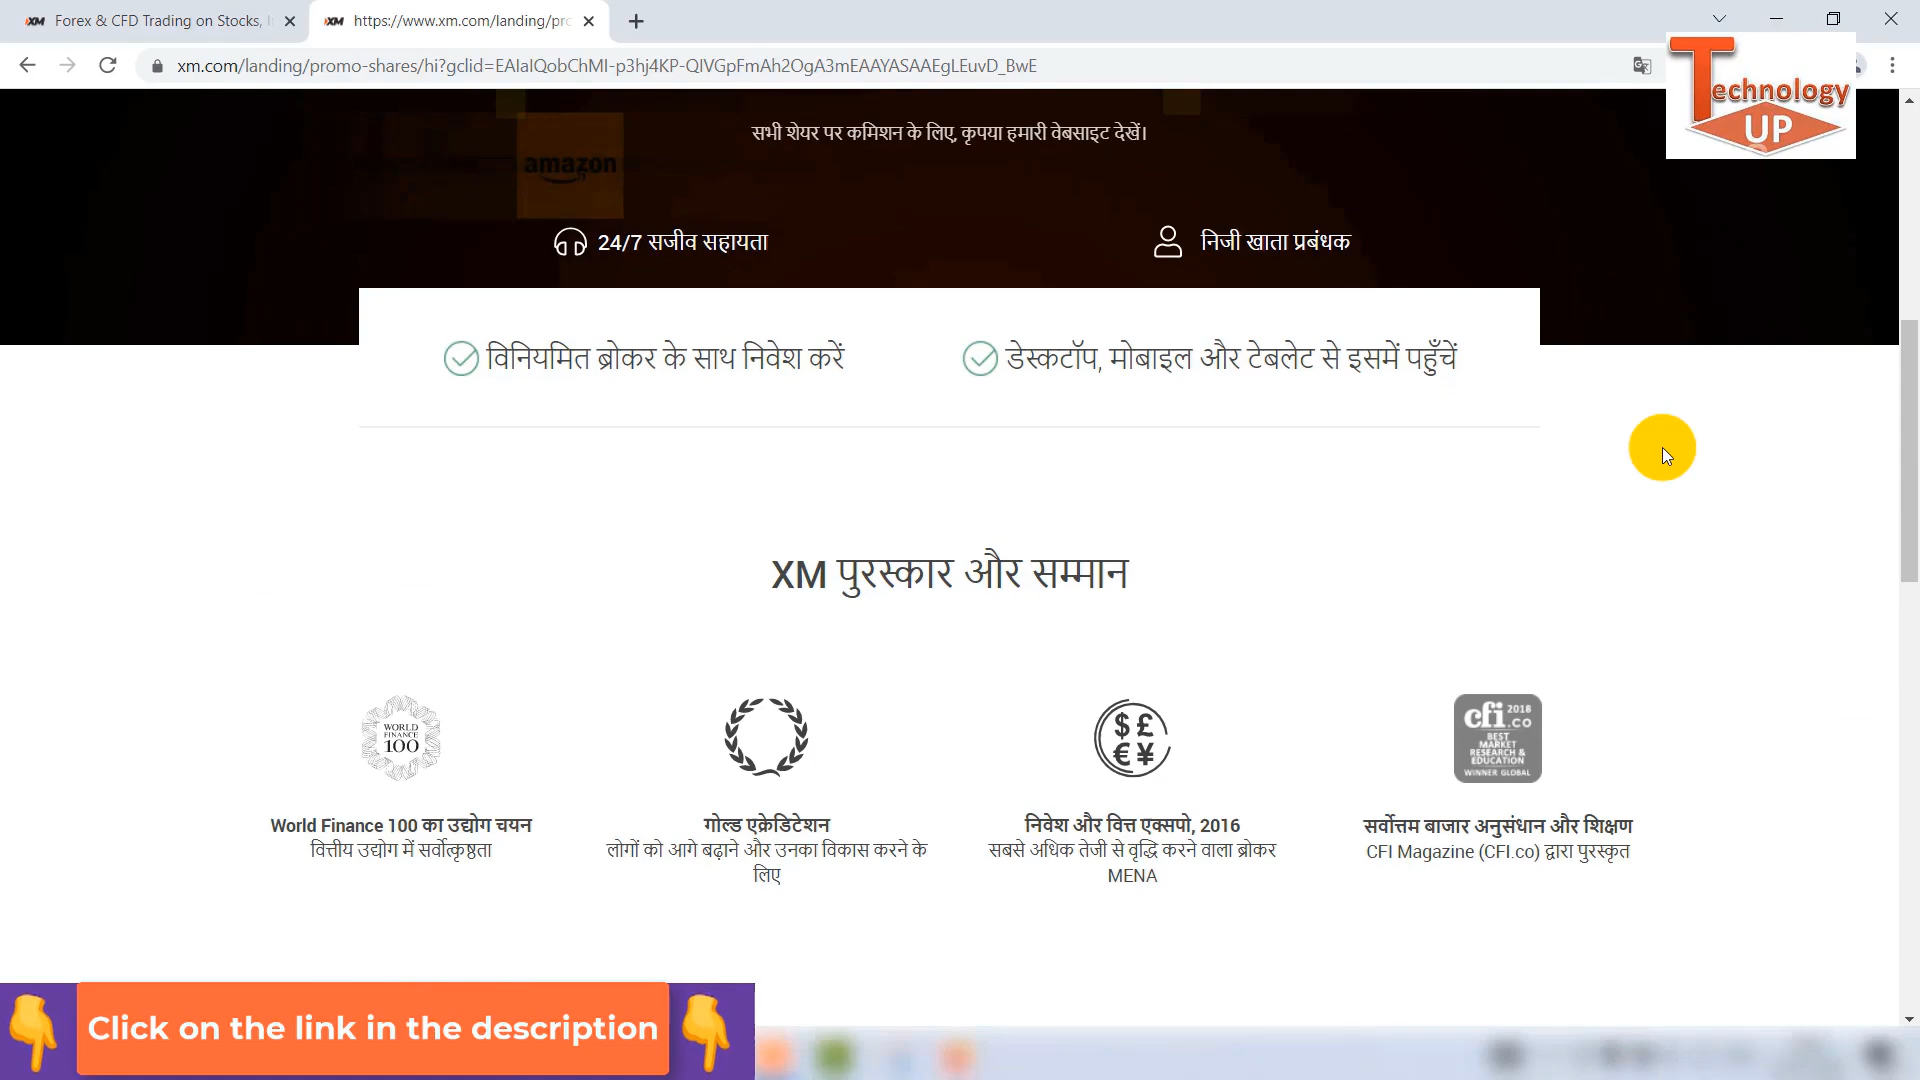 Forex & CFD Trading on Stocks,
https://www.xm.com/landing/pro
xm.com/landing/promo-shares/hi?gclid=EAIaIQobChMI-p3hj4KP-QIVGpFmAh2OgA3mEAAYASAAEgLEuvD_BwE
Technology
UP
सभी शेयर पर कमिशन के लिए, कृपया हमारी वेबसाइट देखें।
amazon
24/7 सजीव सहायता
निजी खाता प्रबंधक
विनियमित ब्रोकर के साथ निवेश करें
डेस्कटॉप, मोबाइल और टेबलेट से इसमें पहुँचें
XM पुरस्कार और सम्मान
WORLD
FINANCE
100
$ £
€ ¥
cfi.co 2018
BEST
MARKET
RESEARCH &
EDUCATION
WINNER GLOBAL
World Finance 100 का उद्योग चयन
वित्तीय उद्योग में सर्वोत्कृष्ठता
गोल्ड एक्रेडिटेशन
लोगों को आगे बढ़ाने और उनका विकास करने के
लिए
निवेश और वित्त एक्सपो, 2016
सबसे अधिक तेजी से वृद्धि करने वाला ब्रोकर
MENA
सर्वोत्तम बाजार अनुसंधान और शिक्षण
CFI Magazine (CFI.co) द्वारा पुरस्कृत
Click on the link in the description